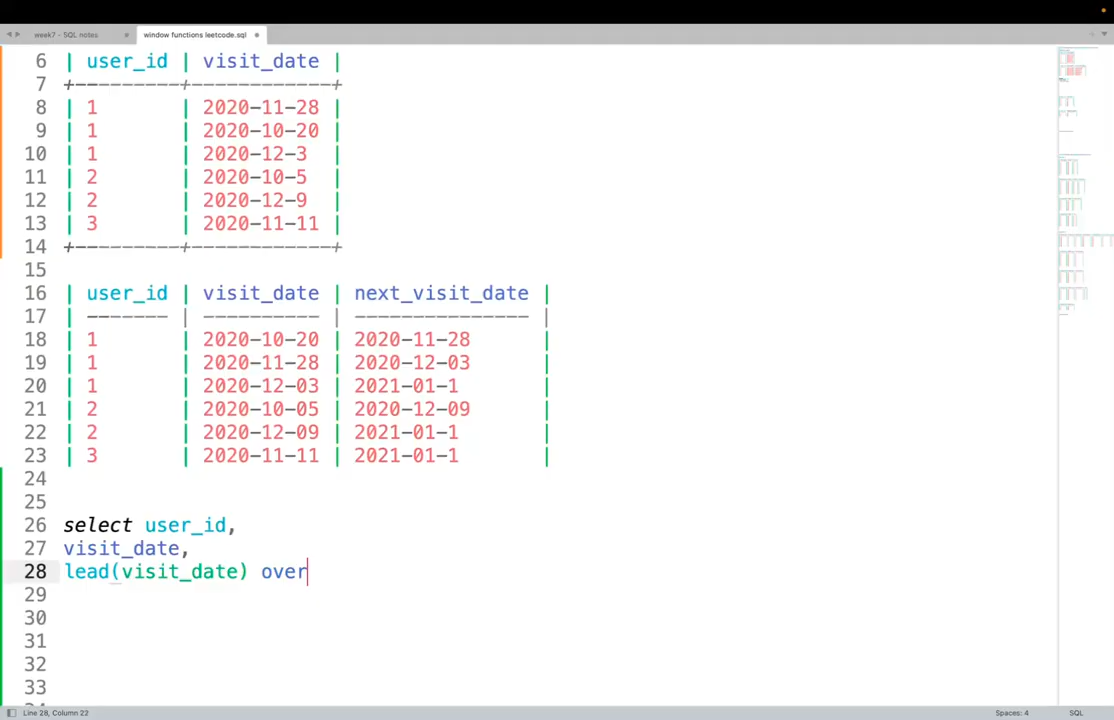 week7 - SQL notes
window functions leetcode.sql
6 | user_id | visit_date |
7 +---------+------------+
8 | 1 | 2020-11-28 |
9 | 1 | 2020-10-20 |
10 | 1 | 2020-12-3 |
11 | 2 | 2020-10-5 |
12 | 2 | 2020-12-9 |
13 | 3 | 2020-11-11 |
14 +---------+------------+
15
16 | user_id | visit_date | next_visit_date |
17 | ------- | ---------- | --------------- |
18 | 1 | 2020-10-20 | 2020-11-28 |
19 | 1 | 2020-11-28 | 2020-12-03 |
20 | 1 | 2020-12-03 | 2021-01-1 |
21 | 2 | 2020-10-05 | 2020-12-09 |
22 | 2 | 2020-12-09 | 2021-01-1 |
23 | 3 | 2020-11-11 | 2021-01-1 |
24
25
26 select user_id,
27 visit_date,
28 lead(visit_date) over
29
30
31
32
33
Line 28, Column 22
Spaces: 4
SQL